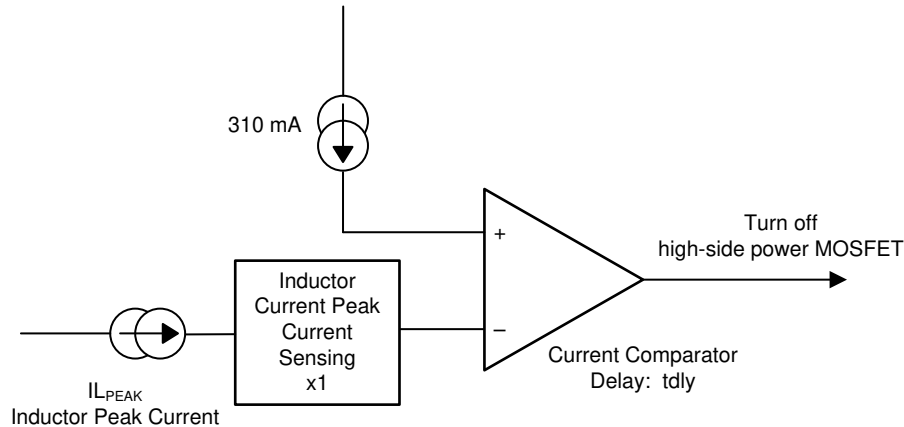 310 mA
+
Turn off
high-side power MOSFET
Inductor
Current Peak
Current
Sensing
x1
−
Current Comparator
Delay: tdly
ILPEAK
Inductor Peak Current